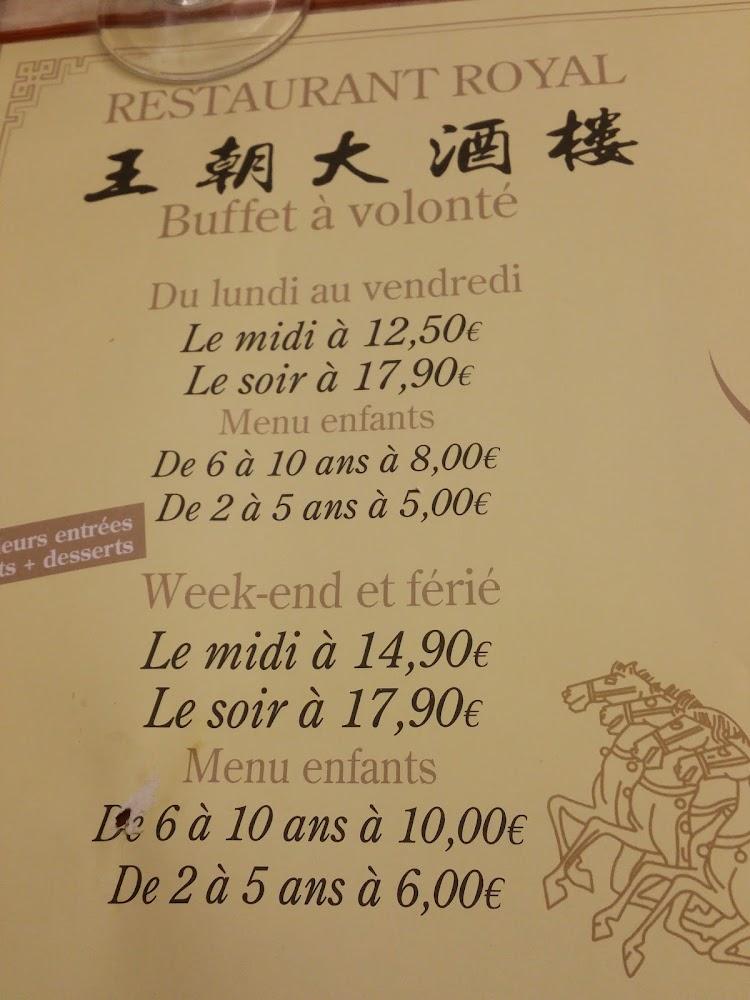 RESTAURANT ROYAL
王朝大酒楼
Buffet à volonté
Du lundi au vendredi
Le midi à 12,50€
Le soir à 17,90€
Menu enfants
De 6 à 10 ans à 8,00€
De 2 à 5 ans à 5,00€
entrées
+ desserts
Week-end et férié
Le midi à 14,90€
Le soir à 17,90€
Menu enfants
De 6 à 10 ans à 10,00€
De 2 à 5 ans à 6,00€